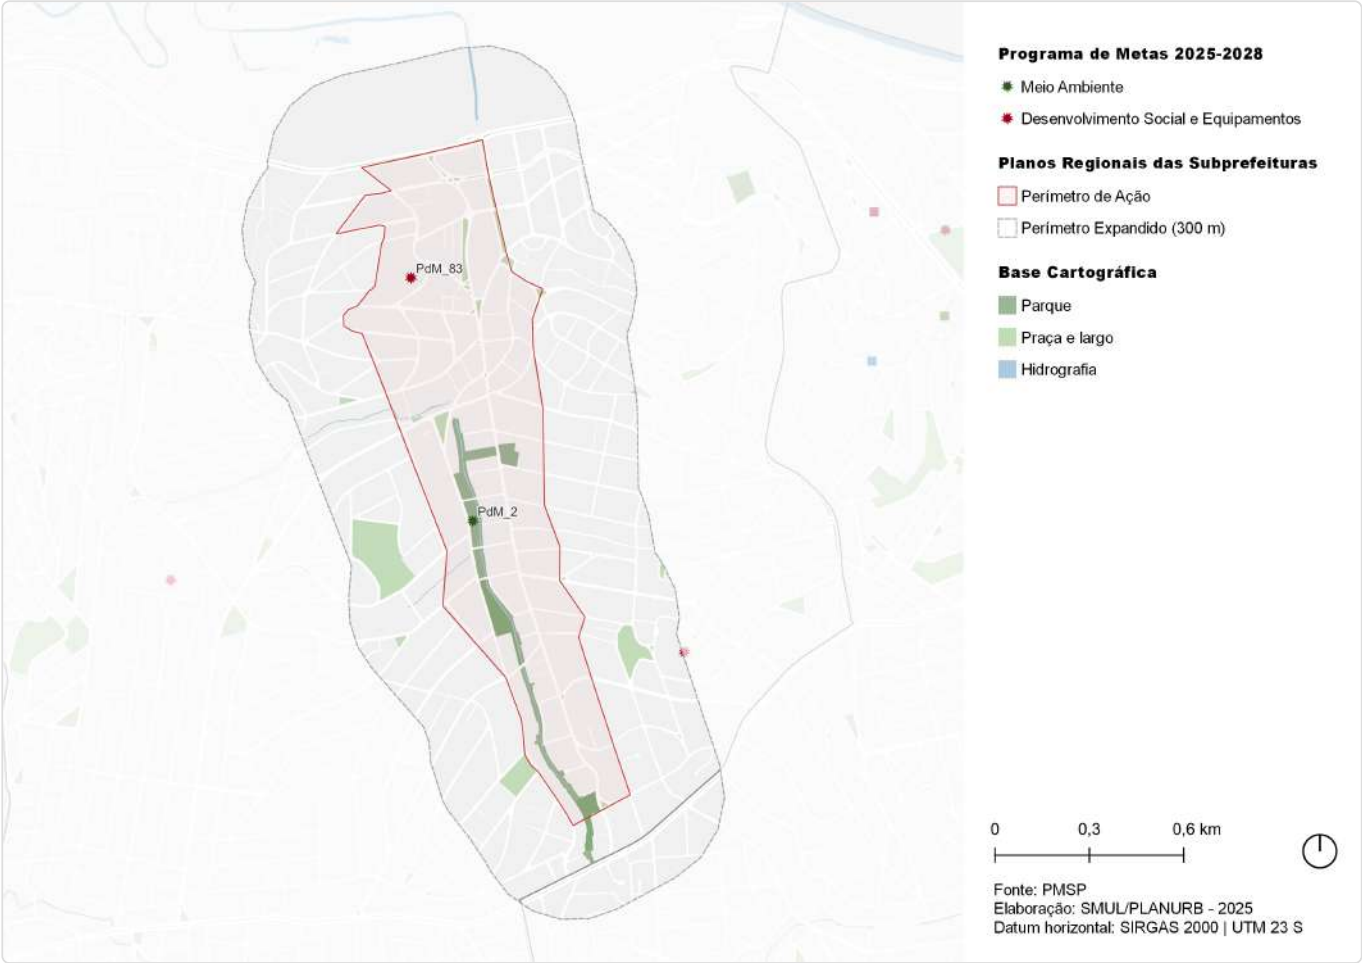 PdM_83
PdM_2
Programa de Metas 2025-2028
Meio Ambiente
Desenvolvimento Social e Equipamentos
Planos Regionais das Subprefeituras
Perímetro de Ação
Perímetro Expandido (300 m)
Base Cartográfica
Parque
Praça e largo
Hidrografia
0 0,3 0,6 km
Fonte: PMSP
Elaboração: SMUL/PLANURB - 2025
Datum horizontal: SIRGAS 2000 | UTM 23 S